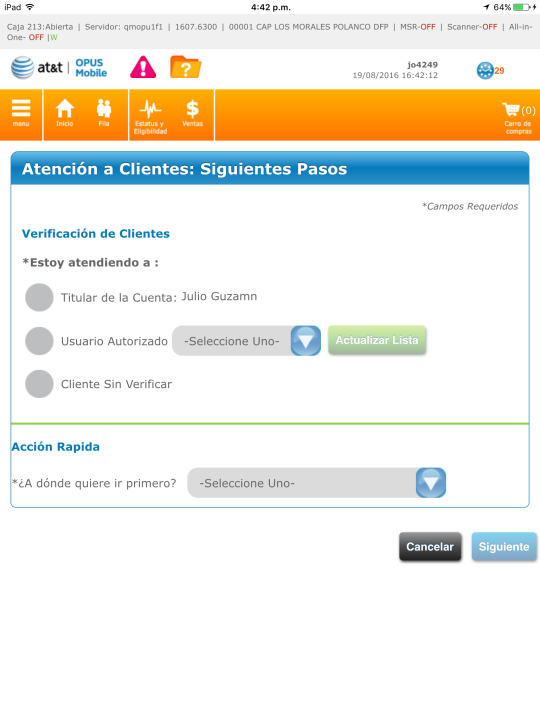 iPad 4:42 p.m. 64%
Caja 213:Abierta | Servidor: qmopu1f1 | 1607.6300 | 00001 CAP LOS MORALES POLANCO DFP | MSR-OFF | Scanner-OFF | All-in-
One- OFF |W
at&t | OPUS Mobile ! ? jo4249
19/08/2016 16:42:12 29
menu Inicio Fila Estatus y Elegibilidad $ Ventas (0) Carro de compras
Atención a Clientes: Siguientes Pasos
*Campos Requeridos
Verificación de Clientes
*Estoy atendiendo a :
Titular de la Cuenta: Julio Guzamn
Usuario Autorizado -Seleccione Uno- Actualizar Lista
Cliente Sin Verificar
Acción Rapida
*¿A dónde quiere ir primero? -Seleccione Uno-
Cancelar Siguiente